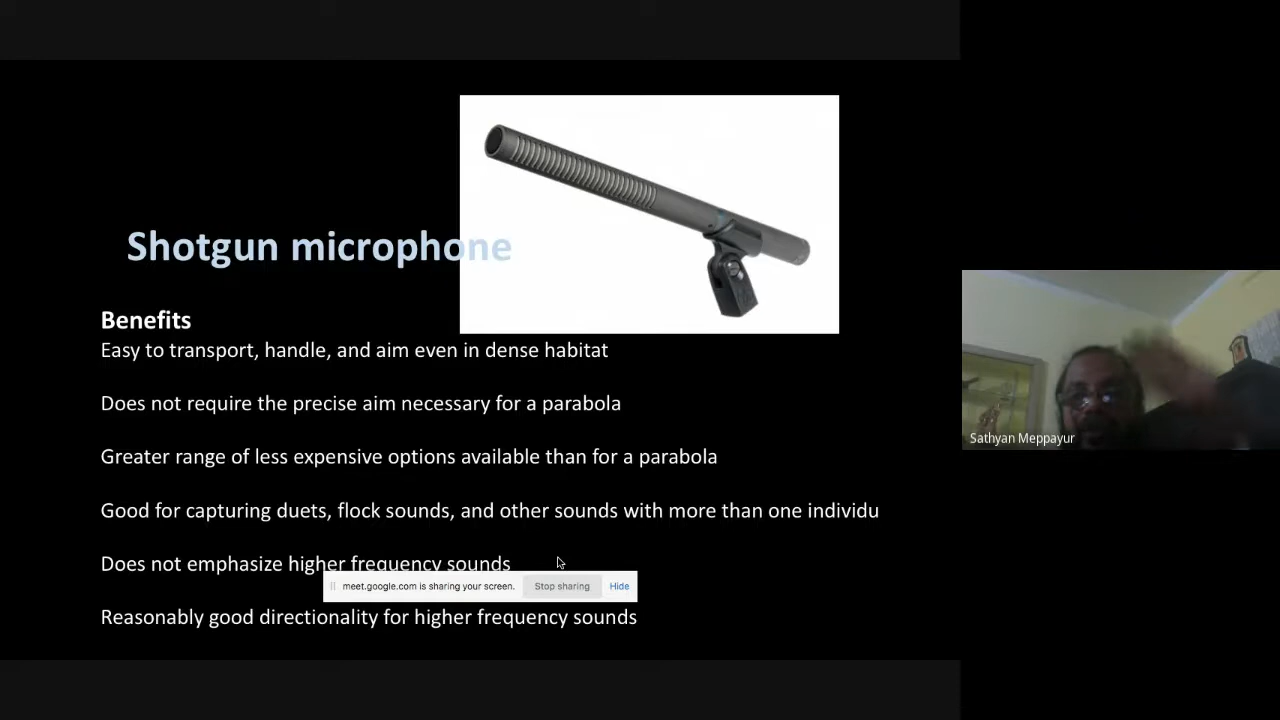 Shotgun microphone
Benefits
Easy to transport, handle, and aim even in dense habitat
Does not require the precise aim necessary for a parabola
Greater range of less expensive options available than for a parabola
Good for capturing duets, flock sounds, and other sounds with more than one individu
Does not emphasize higher frequency sounds
meet.google.com is sharing your screen. Stop sharing Hide
Reasonably good directionality for higher frequency sounds
Sathyan Meppayur